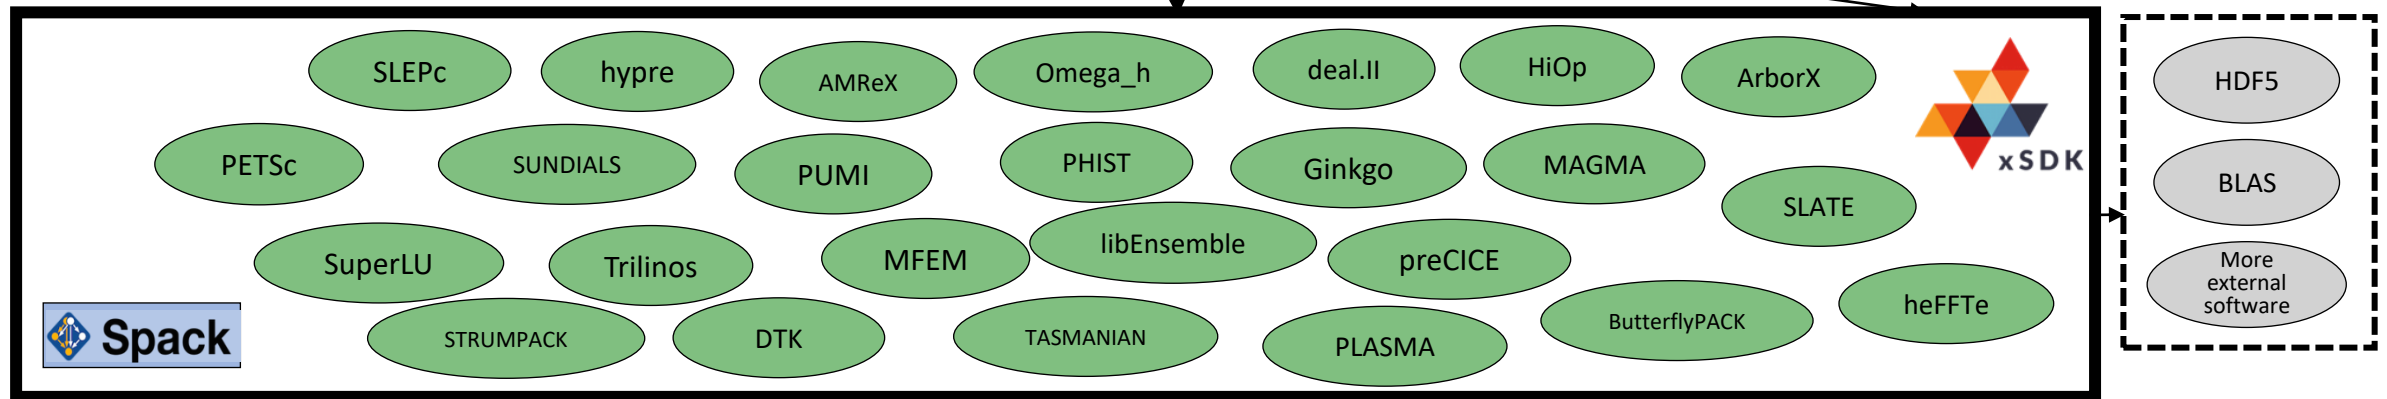 SLEPc
hypre
AMReX
Omega_h
deal.II
HiOp
ArborX
PETSc
SUNDIALS
PUMI
PHIST
Ginkgo
MAGMA
SLATE
xSDK
SuperLU
Trilinos
MFEM
libEnsemble
preCICE
heFFTe
Spack
STRUMPACK
DTK
TASMANIAN
PLASMA
ButterflyPACK
HDF5
BLAS
More
external
software